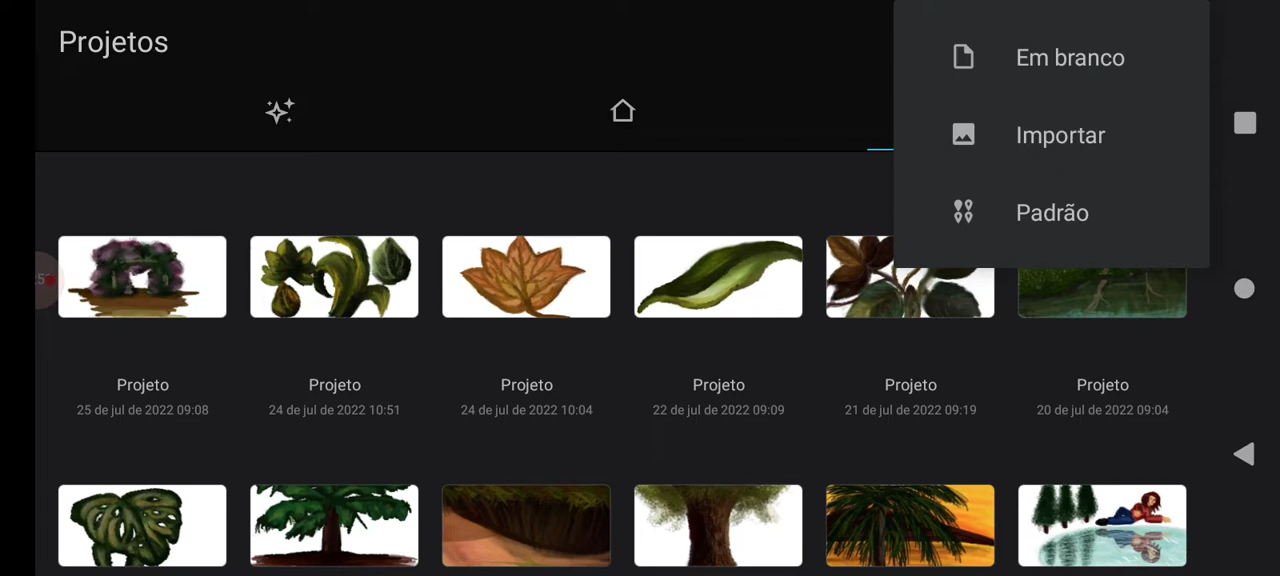 Projetos
Em branco
Importar
Padrão
Projeto
25 de jul de 2022 09:08
Projeto
24 de jul de 2022 10:51
Projeto
24 de jul de 2022 10:04
Projeto
22 de jul de 2022 09:09
Projeto
21 de jul de 2022 09:19
Projeto
20 de jul de 2022 09:04